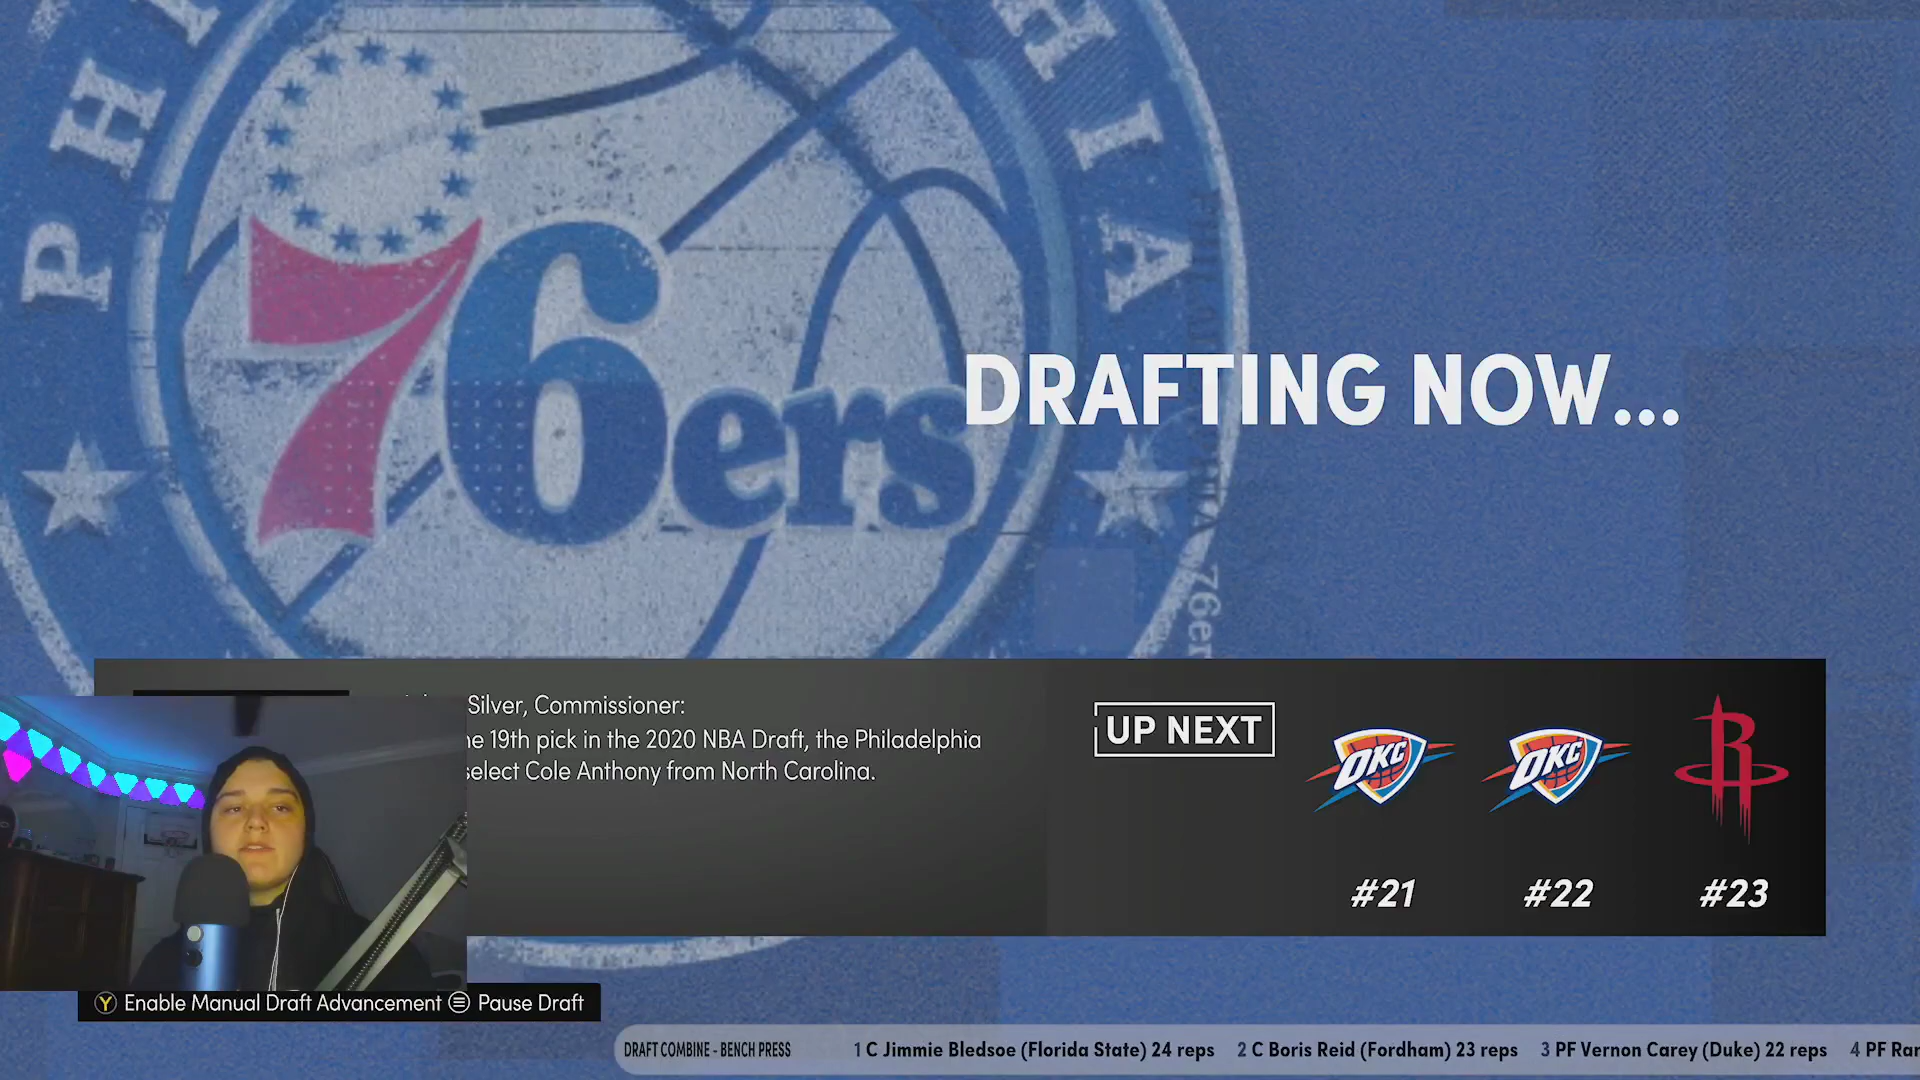 PHI
HIA
76ers
DRAFTING NOW...
Silver, Commissioner:
19th pick in the 2020 NBA Draft, the Philadelphia
select Cole Anthony from North Carolina.
UP NEXT
OKC
OKC
R
#21
#22
#23
Y Enable Manual Draft Advancement Pause Draft
DRAFT COMBINE - BENCH PRESS 1 C Jimmie Bledsoe (Florida State) 24 reps 2 C Boris Reid (Fordham) 23 reps 3 PF Vernon Carey (Duke) 22 reps 4 PF